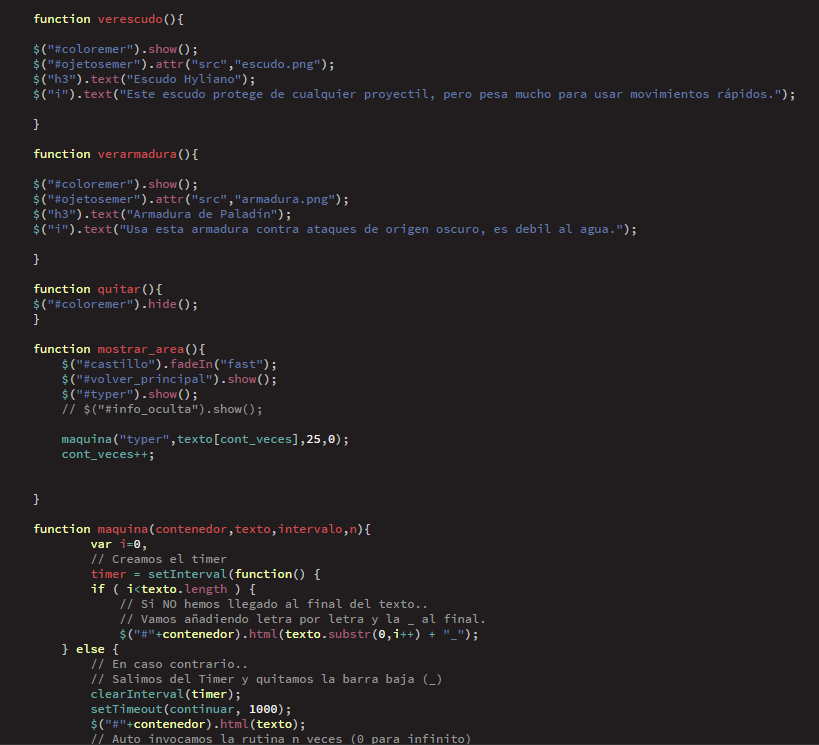 function verescudo(){
$("#coloremer").show();
$("#ojetosemer").attr("src","escudo.png");
$("h3").text("Escudo Hyliano");
$("i").text("Este escudo protege de cualquier proyectil, pero pesa mucho para usar movimientos rápidos.");
}
function verarmadura(){
$("#coloremer").show();
$("#ojetosemer").attr("src","armadura.png");
$("h3").text("Armadura de Paladín");
$("i").text("Usa esta armadura contra ataques de origen oscuro, es debil al agua.");
}
function quitar(){
$("#coloremer").hide();
}
function mostrar_area(){
$("#castillo").fadeIn("fast");
$("#volver_principal").show();
$("#typer").show();
// $("#info_oculta").show();
maquina("typer",texto[cont_veces],25,0);
cont_veces++;
}
function maquina(contenedor,texto,intervalo,n){
var i=0,
// Creamos el timer
timer = setInterval(function() {
if ( i<texto.length ) {
// Si NO hemos llegado al final del texto..
// Vamos añadiendo letra por letra y la _ al final.
$("#"+contenedor).html(texto.substr(0,i++) + "_");
} else {
// En caso contrario..
// Salimos del Timer y quitamos la barra baja (_)
clearInterval(timer);
setTimeout(continuar, 1000);
$("#"+contenedor).html(texto);
// Auto invocamos la rutina n veces (0 para infinito)